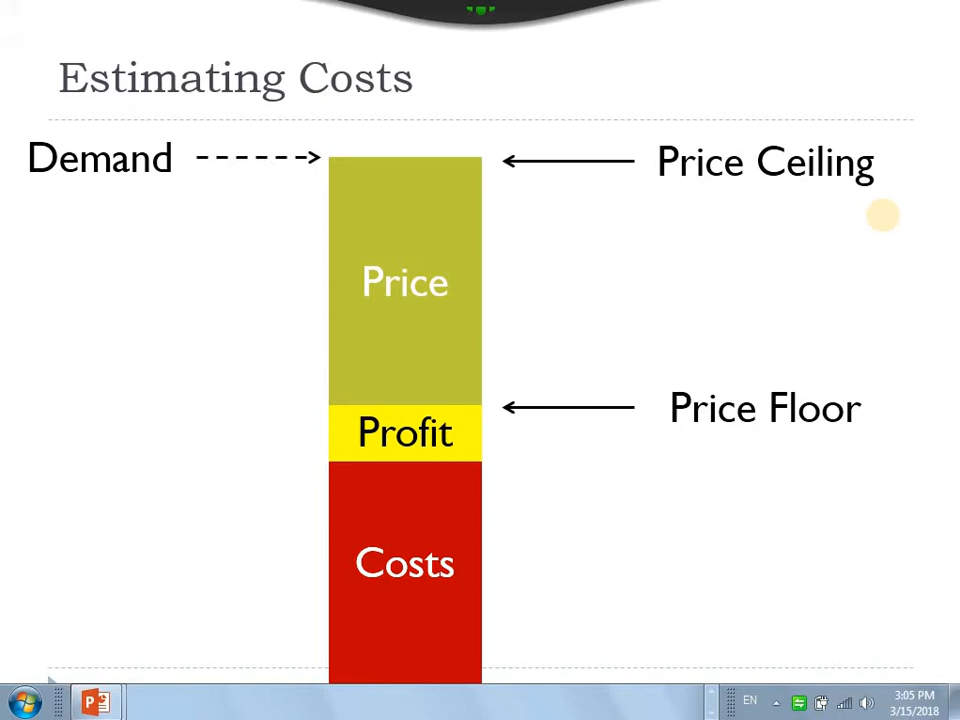 Estimating Costs
Demand
Price Ceiling
Price
Price Floor
Profit
Costs
EN
3:05 PM
3/15/2018